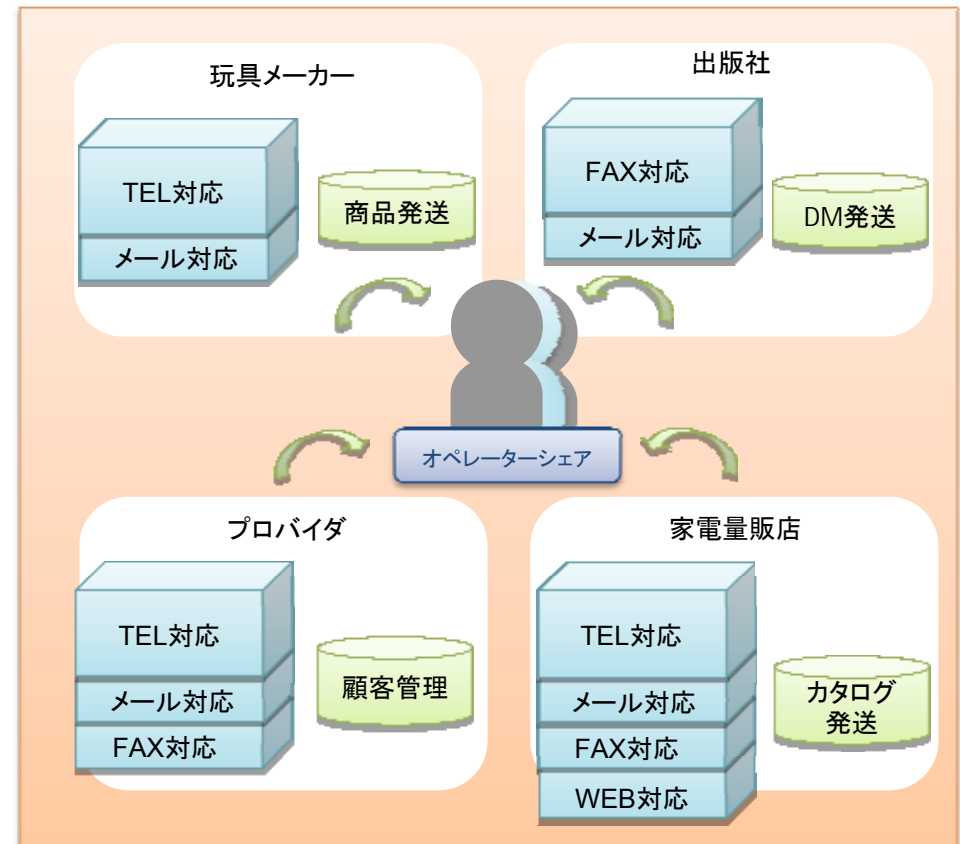 玩具メーカー
TEL対応
メール対応
商品発送
出版社
FAX対応
メール対応
DM発送
オペレーターシェア
プロバイダ
TEL対応
メール対応
FAX対応
顧客管理
家電量販店
TEL対応
メール対応
FAX対応
WEB対応
カタログ
発送